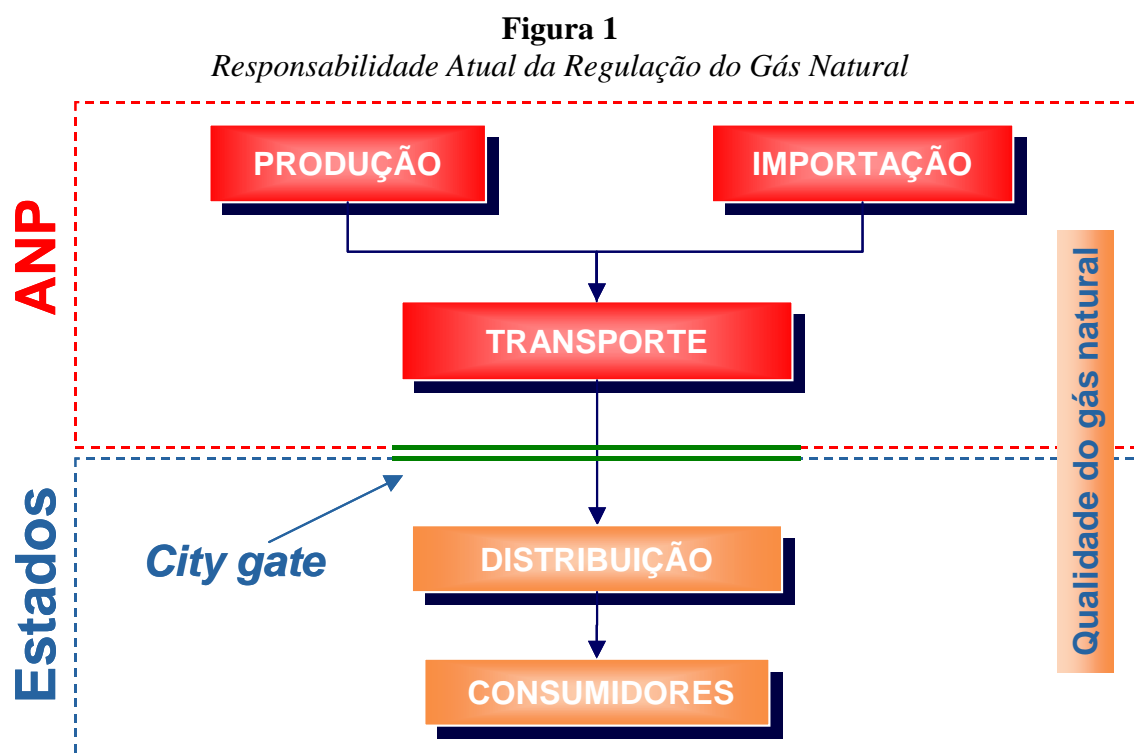 Figura 1
Responsabilidade Atual da Regulação do Gás Natural
ANP
PRODUÇÃO
IMPORTAÇÃO
TRANSPORTE
Qualidade do gás natural
Estados
City gate
DISTRIBUIÇÃO
CONSUMIDORES